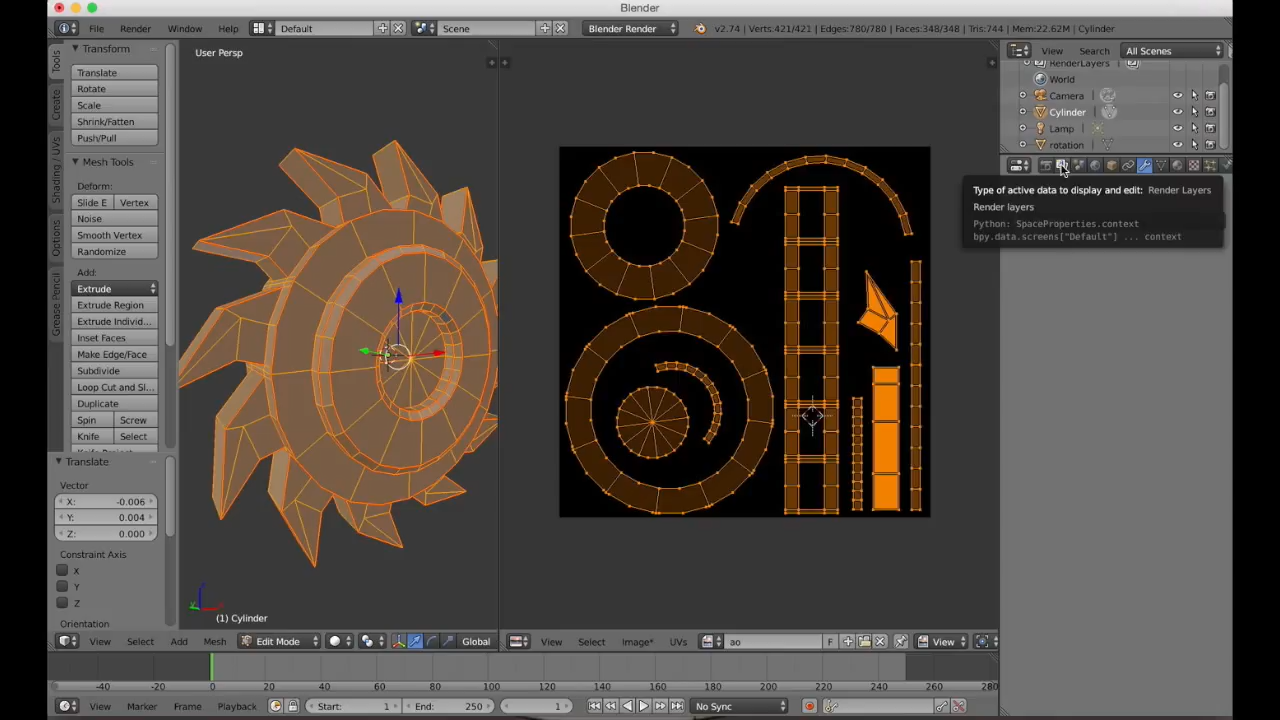 Blender
File Render Window Help Default Scene Blender Render v2.74 | Verts:421/421 | Edges:780/780 | Faces:348/348 | Tris:744 | Mem:22.62M | Cylinder
Tools
Create
Shading / UVs
Options
Grease Pencil
Transform
Translate
Rotate
Scale
Shrink/Fatten
Push/Pull
Mesh Tools
Deform:
Slide E Vertex
Noise
Smooth Vertex
Randomize
Add:
Extrude
Extrude Region
Extrude Individ...
Inset Faces
Make Edge/Face
Subdivide
Loop Cut and Sl...
Duplicate
Spin Screw
Knife Select
Translate
Vector
X: -0.006
Y: 0.004
Z: 0.000
Constraint Axis
X
Y
Z
Orientation
User Persp
(1) Cylinder
View Select Add Mesh Edit Mode Global
View Select Image* UVs ao F View
View Search All Scenes
RenderLayers
World
Camera
Cylinder
Lamp
rotation
Type of active data to display and edit: Render Layers
Render layers
Python: SpaceProperties.context
bpy.data.screens["Default"] ... context
-40 -20 0 20 40 60 80 100 120 140 160 180 200 220 240 260 280
View Marker Frame Playback Start: 1 End: 250 1 No Sync